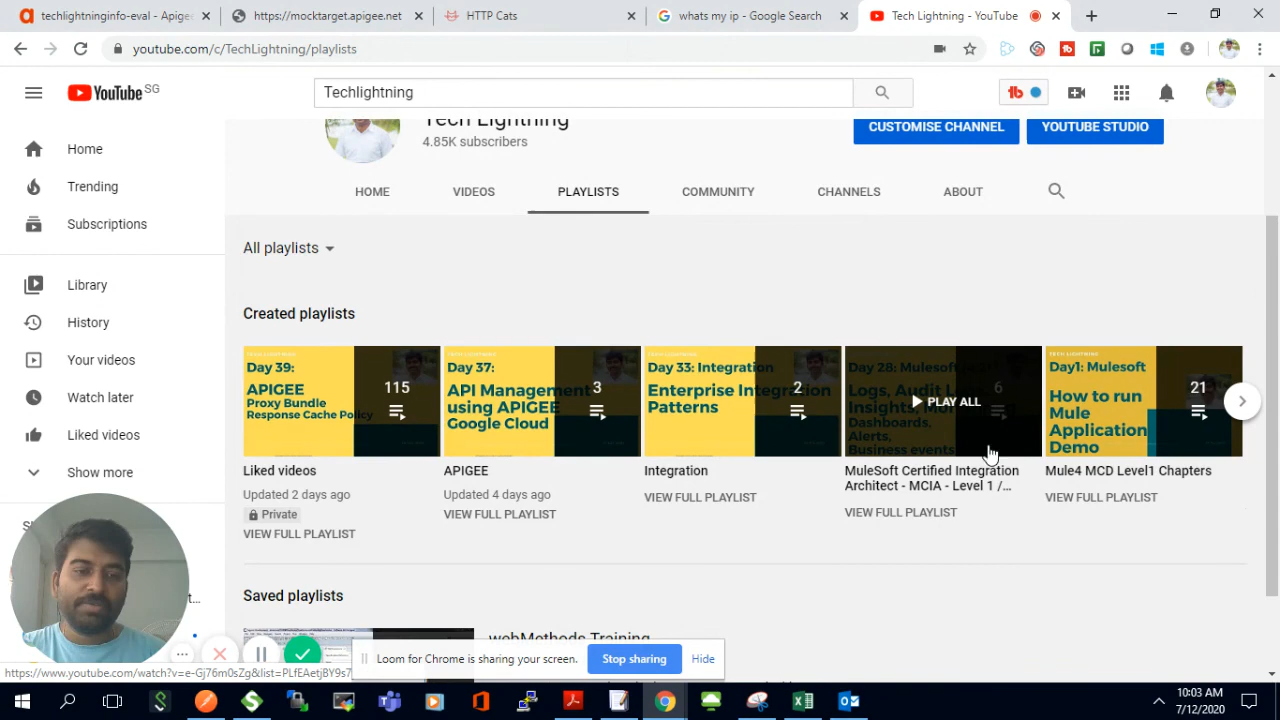 techlightninginfo-eval - Apigee
https://mocktarget.apigee.net
HTTP Cats
whats my ip - Google Search
Tech Lightning - YouTube
youtube.com/c/TechLightning/playlists
YouTube SG
Techlightning
Tech Lightning
4.85K subscribers
CUSTOMISE CHANNEL
YOUTUBE STUDIO
HOME
VIDEOS
PLAYLISTS
COMMUNITY
CHANNELS
ABOUT
Home
Trending
Subscriptions
Library
History
Your videos
Watch later
Liked videos
Show more
All playlists
Created playlists
Day 39:
APIGEE
Proxy Bundle
Response Cache Policy
115
Liked videos
Updated 2 days ago
Private
VIEW FULL PLAYLIST
Day 37:
API Management
using APIGEE
Google Cloud
3
APIGEE
Updated 4 days ago
VIEW FULL PLAYLIST
Day 33: Integration
Enterprise Integration
Patterns
2
Integration
VIEW FULL PLAYLIST
Day 28: Mulesoft
Dashboards.
Alerts,
Business events
6
PLAY ALL
MuleSoft Certified Integration
Architect - MCIA - Level 1 /...
VIEW FULL PLAYLIST
TECH LIGHTNING
Day1: Mulesoft
How to run
Mule
Application
Demo
21
Mule4 MCD Level1 Chapters
VIEW FULL PLAYLIST
Saved playlists
webMethods Training
Loom for Chrome is sharing your screen.
Stop sharing
Hide
10:03 AM
7/12/2020